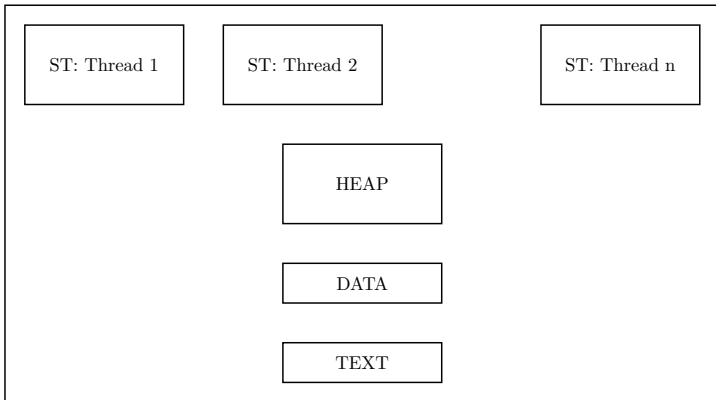 ST: Thread 1
ST: Thread 2
ST: Thread n
HEAP
DATA
TEXT